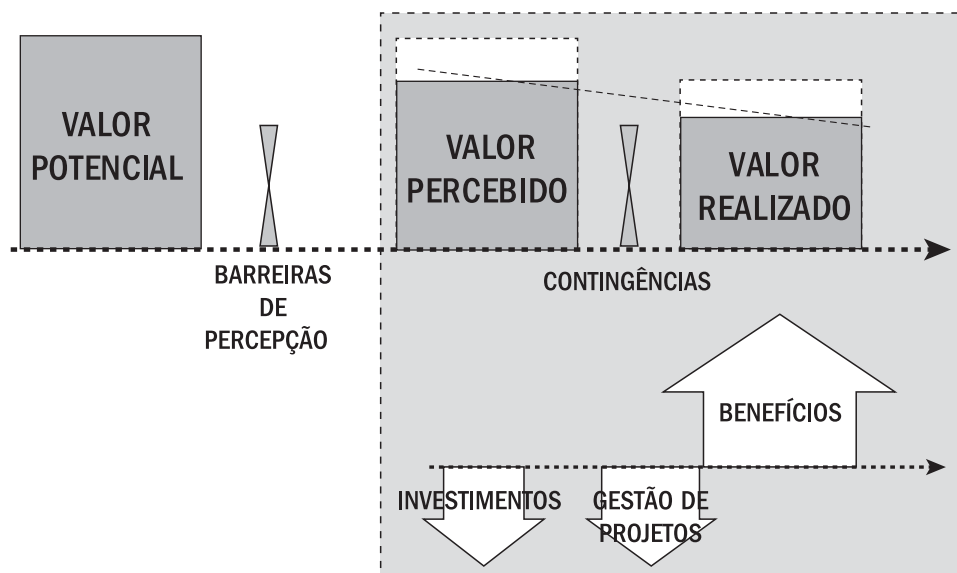 VALOR
POTENCIAL
VALOR
PERCEBIDO
VALOR
REALIZADO
BARREIRAS
DE
PERCEPÇÃO
CONTINGÊNCIAS
BENEFÍCIOS
INVESTIMENTOS
GESTÃO DE
PROJETOS